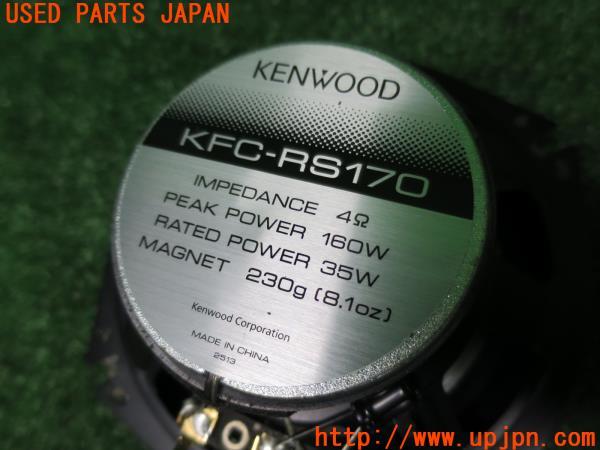 USED PARTS JAPAN
KENWOOD
KFC-RS170
IMPEDANCE 4Ω
PEAK POWER 160W
RATED POWER 35W
MAGNET 230g (8.1oz)
Kenwood Corporation
MADE IN CHINA
2513
http://www.upjpn.com/